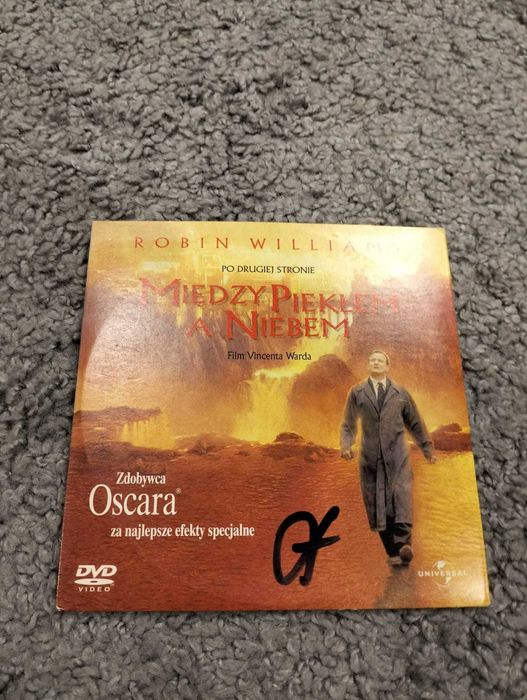 ROBIN WILLIAMS
PO DRUGIEJ STRONIE
MIĘDZY PIEKŁEM
A NIEBEM
Film Vincenta Warda
Zdobywca
Oscara®
za najlepsze efekty specjalne
DVD
VIDEO
UNIVERSAL